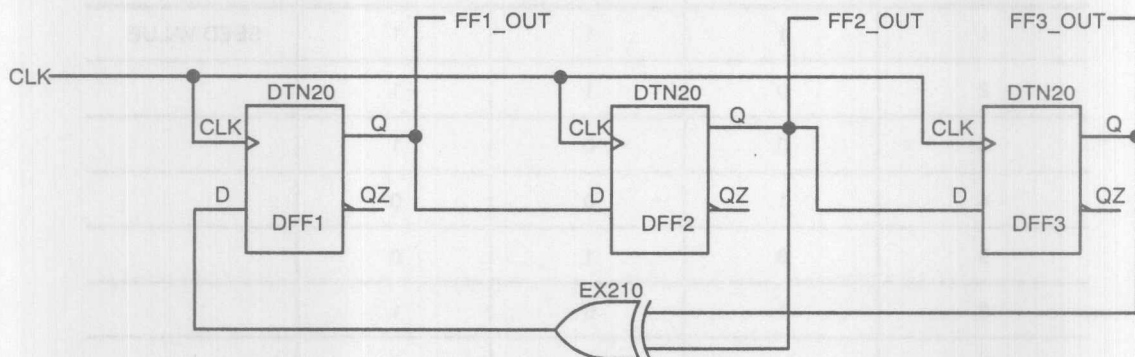 FF1_OUT
FF2_OUT
FF3_OUT
CLK
DTN20
DTN20
DTN20
CLK
Q
CLK
Q
CLK
Q
D
QZ
D
QZ
D
QZ
DFF1
DFF2
DFF3
EX210